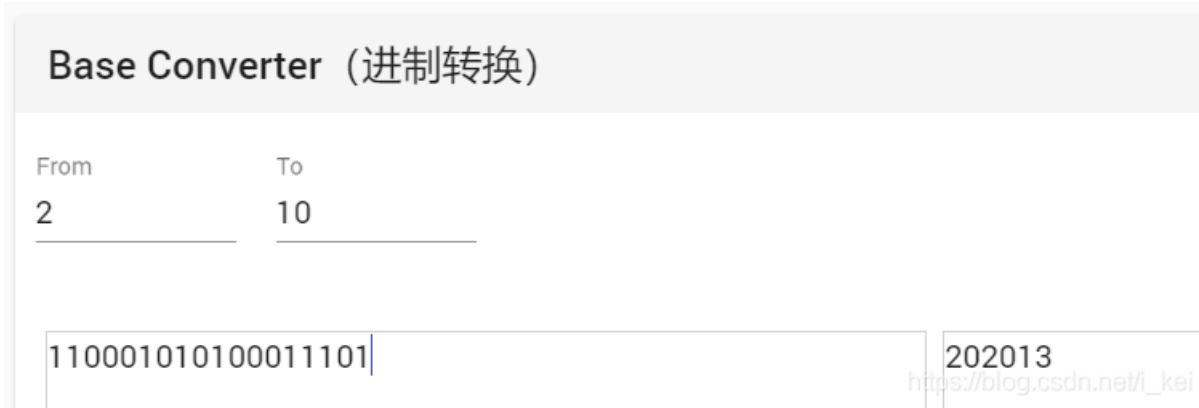 Base Converter（进制转换）
From To
2 10
110001010100011101 202013
https://blog.csdn.net/i_kei